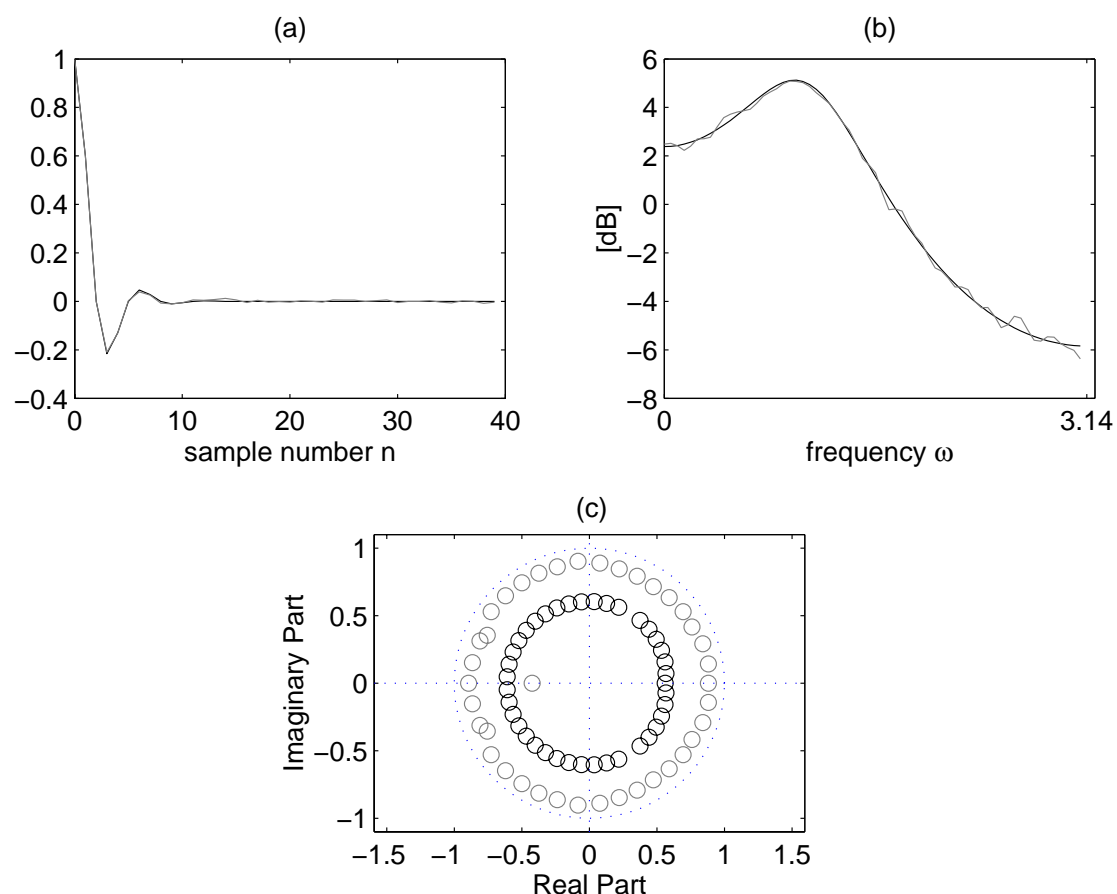 (a)
1
0.8
0.6
0.4
0.2
0
−0.2
−0.4
0 10 20 30 40
sample number n
(b)
6
4
2
0
−2
−4
−6
−8
[dB]
0 3.14
frequency ω
(c)
1
0.5
0
−0.5
−1
Imaginary Part
−1.5 −1 −0.5 0 0.5 1 1.5
Real Part